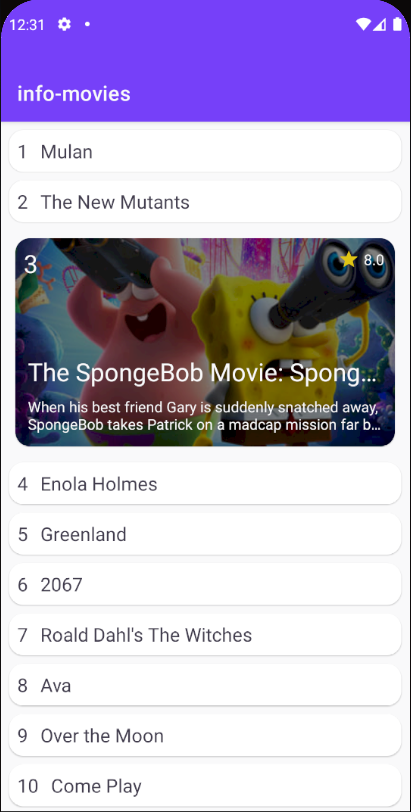 12:31
info-movies
1 Mulan
2 The New Mutants
3
8.0
The SpongeBob Movie: Spong...
When his best friend Gary is suddenly snatched away,
SpongeBob takes Patrick on a madcap mission far b...
4 Enola Holmes
5 Greenland
6 2067
7 Roald Dahl's The Witches
8 Ava
9 Over the Moon
10 Come Play